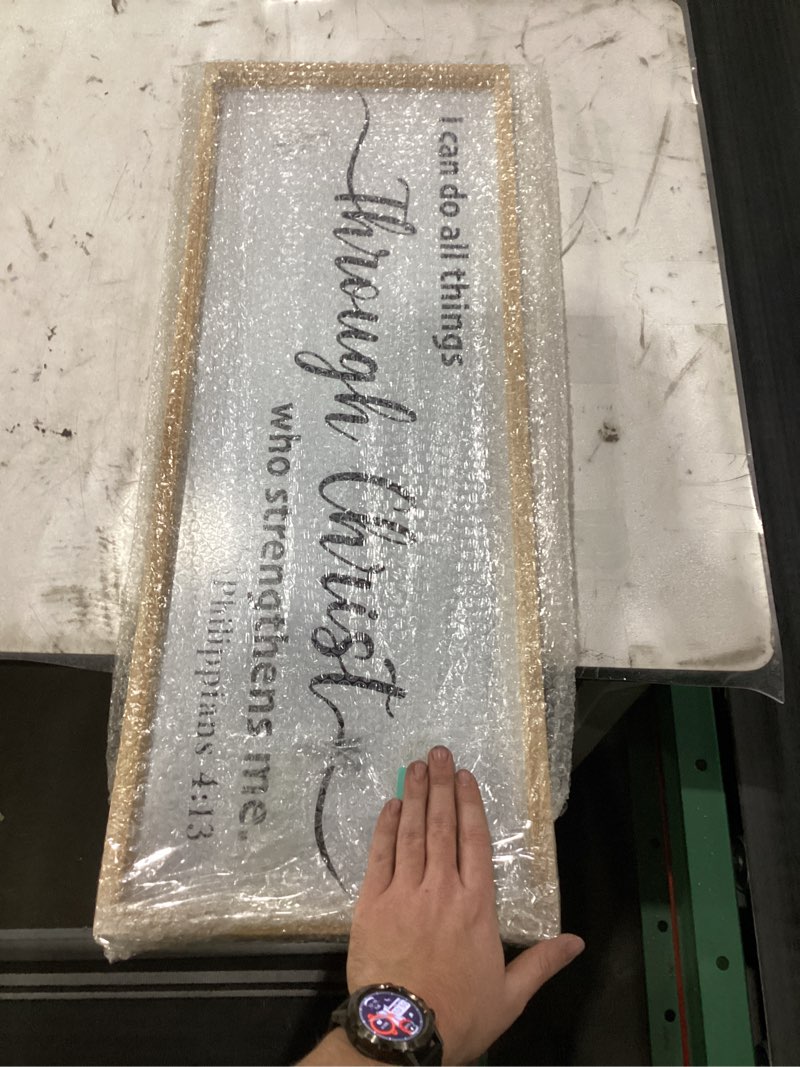 I can do all things
Through Christ
who strengthens me.
Philippians 4:13